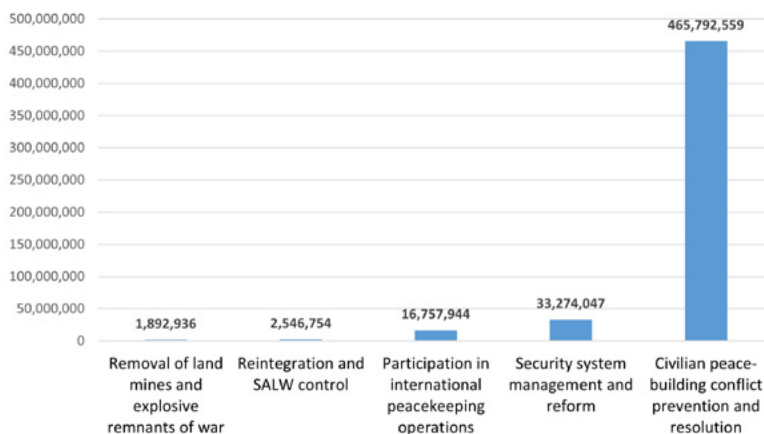 500,000,000
450,000,000
400,000,000
350,000,000
300,000,000
250,000,000
200,000,000
150,000,000
100,000,000
50,000,000
0
1,892,936
2,546,754
16,757,944
33,274,047
465,792,559
Removal of land
mines and
explosive
remnants of war
Reintegration and
SALW control
Participation in
international
peacekeeping
operations
Security system
management and
reform
Civilian peace-
building conflict
prevention and
resolution